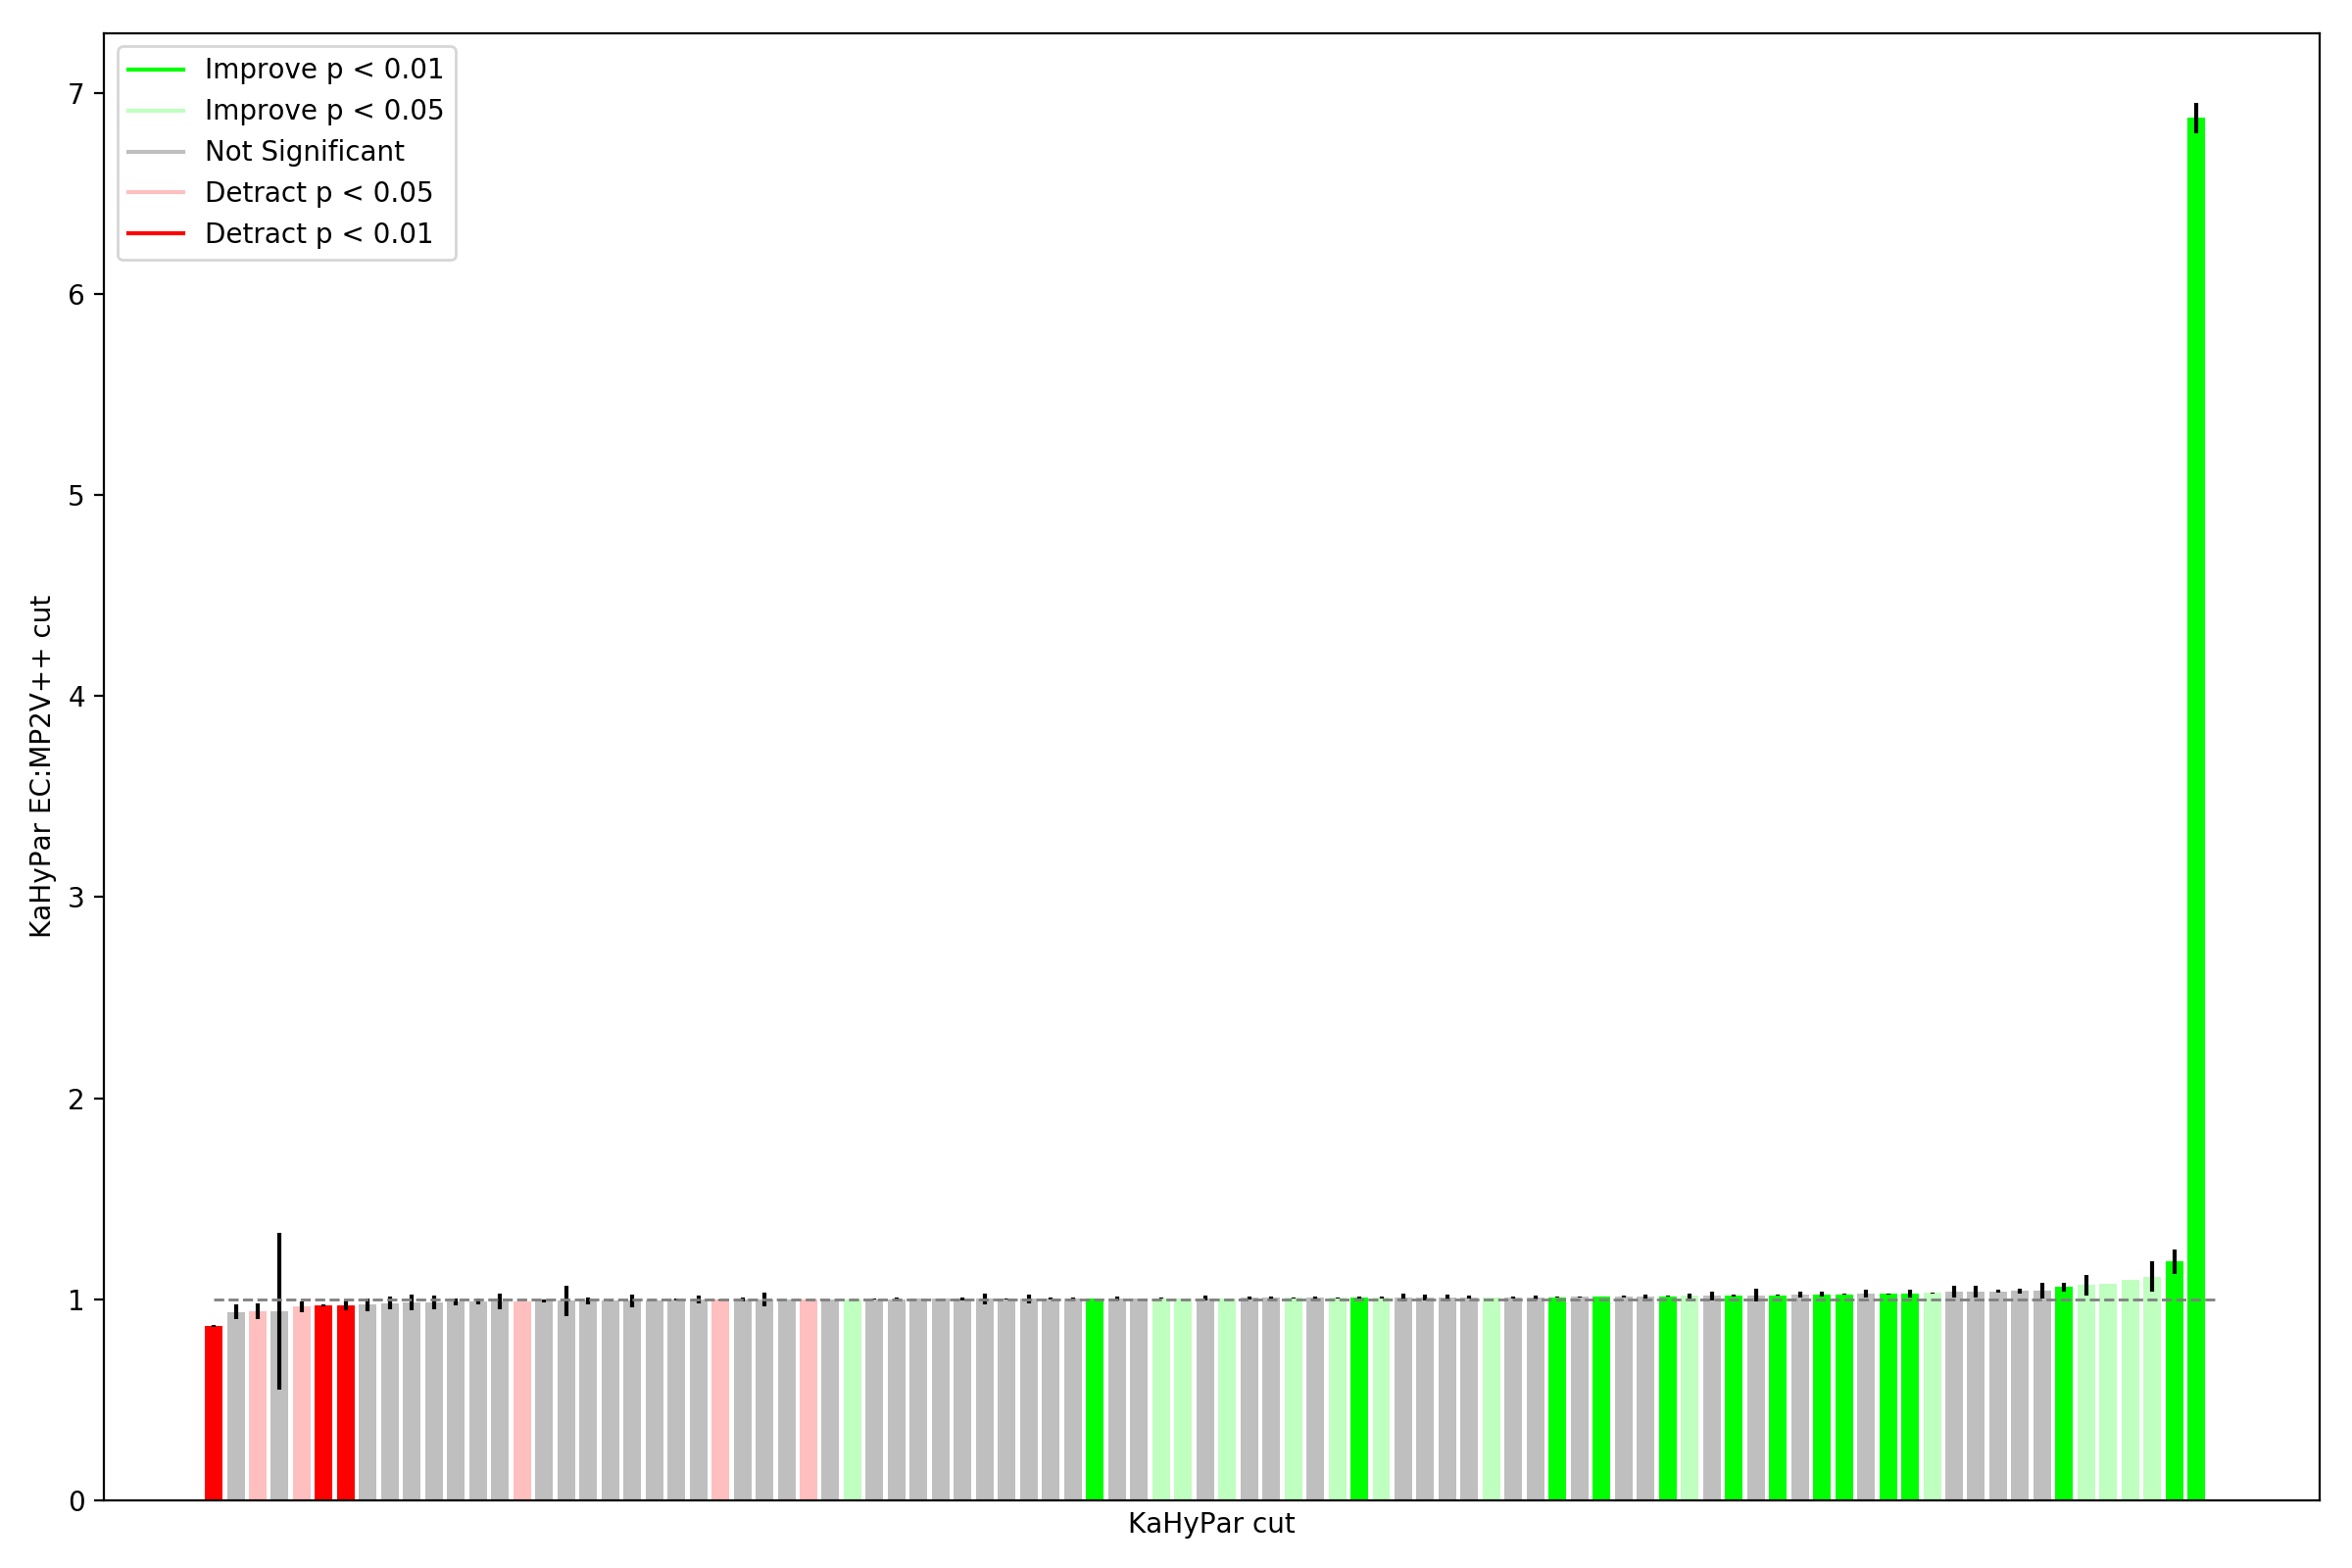 Improve p < 0.01
Improve p < 0.05
Not Significant
Detract p < 0.05
Detract p < 0.01
7
6
5
4
3
2
1
0
KaHyPar EC:MP2V++ cut
KaHyPar cut